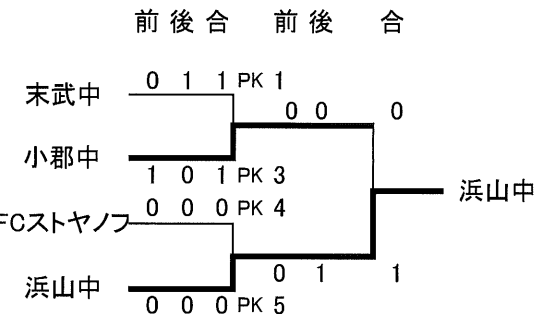 前 後 合 前 後 合
末武中 0 1 1 PK 1
0 0 0
小郡中
1 0 1 PK 3
0 0 0 PK 4
浜山中
FCストヤノフ
0 1 1
浜山中
0 0 0 PK 5